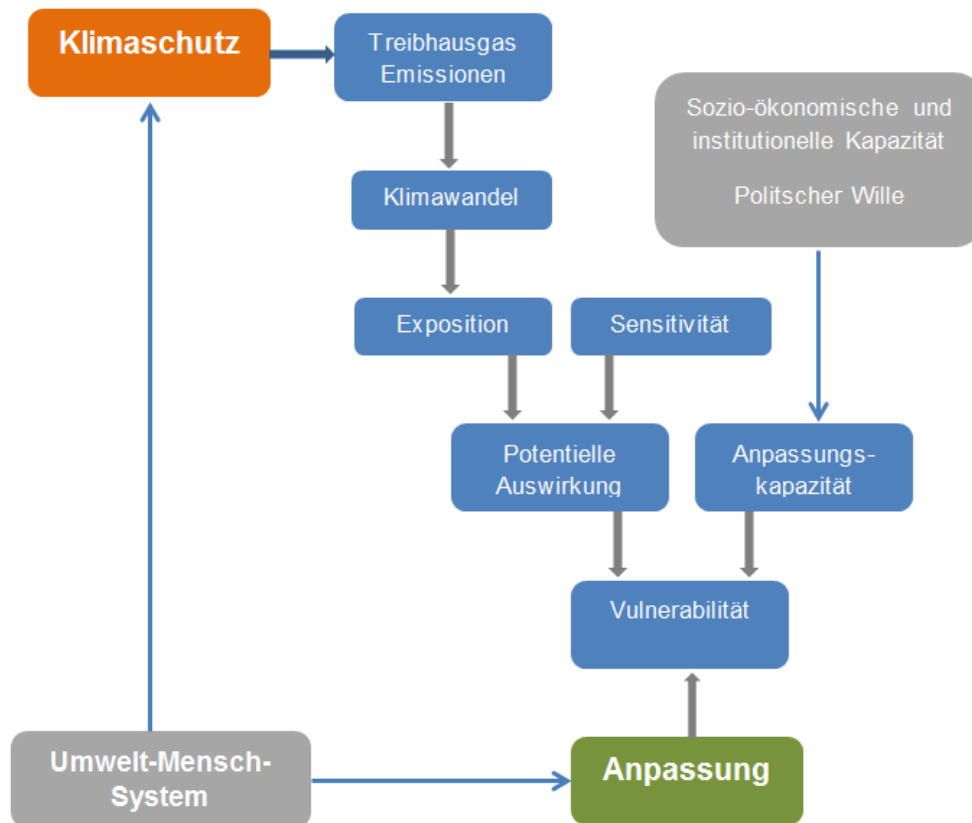 Klimaschutz
Treibhausgas
Emissionen
Sozio-ökonomische und
institutionelle Kapazität
Politscher Wille
Klimawandel
Exposition
Sensitivität
Potentielle
Auswirkung
Anpassungs-
kapazität
Vulnerabilität
Umwelt-Mensch-
System
Anpassung